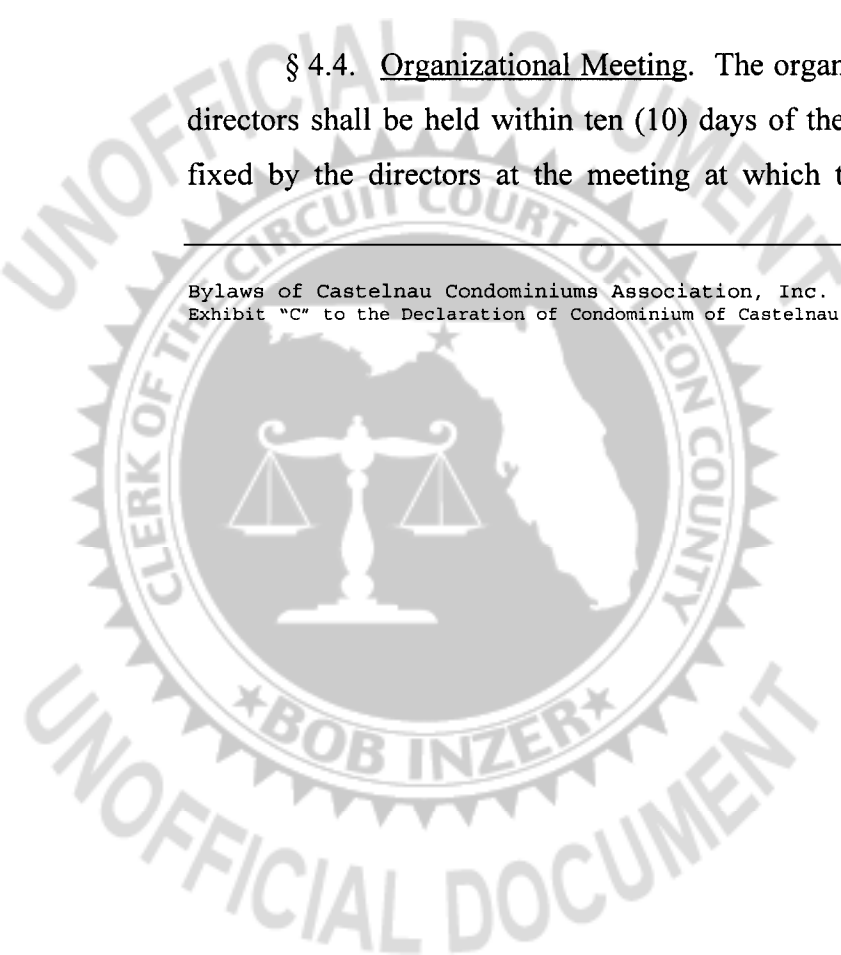 § 4.4. Organizational Meeting. The organ
directors shall be held within ten (10) days of the
fixed by the directors at the meeting at which t
Bylaws of Castelnau Condominiums Association, Inc.
Exhibit "C" to the Declaration of Condominium of Castelnau
UNOFFICIAL DOCUMENT
CLERK OF THE CIRCUIT COURT OF LEON COUNTY
★BOB INZER★
UNOFFICIAL DOCUMENT